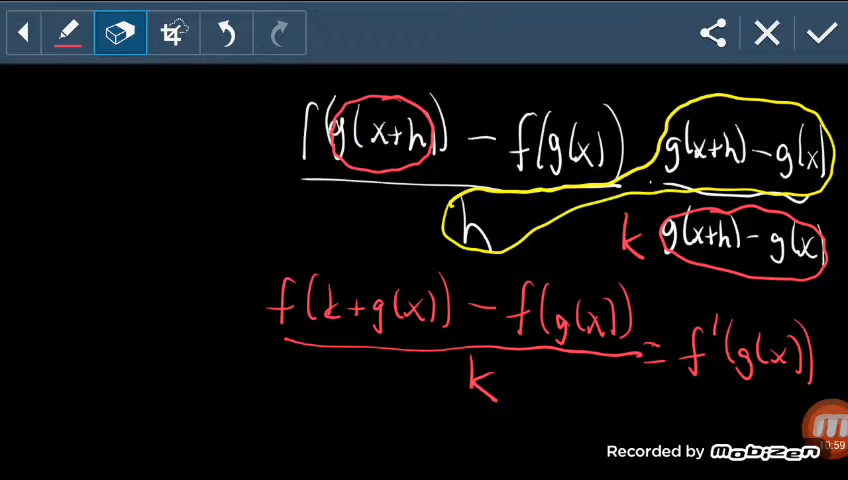 f(g(x+h)) − f(g(x)) g(x+h) − g(x)
h k g(x+h) − g(x)
f(k+g(x)) − f(g(x))
k
= f'(g(x))
10:59
Recorded by mobizen